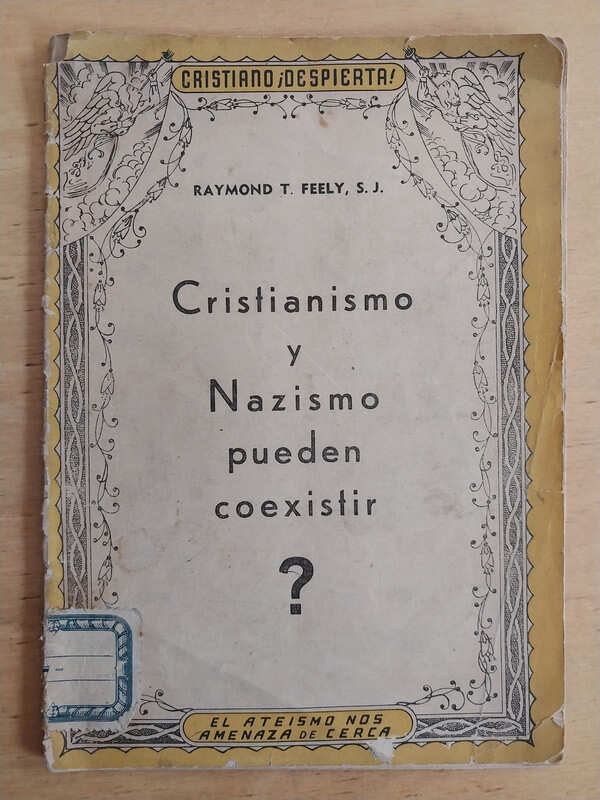 CRISTIANO ¡DESPIERTA!
RAYMOND T. FEELY, S. J.
Cristianismo
y
Nazismo
pueden
coexistir
?
EL ATEISMO NOS
AMENAZA DE CERCA